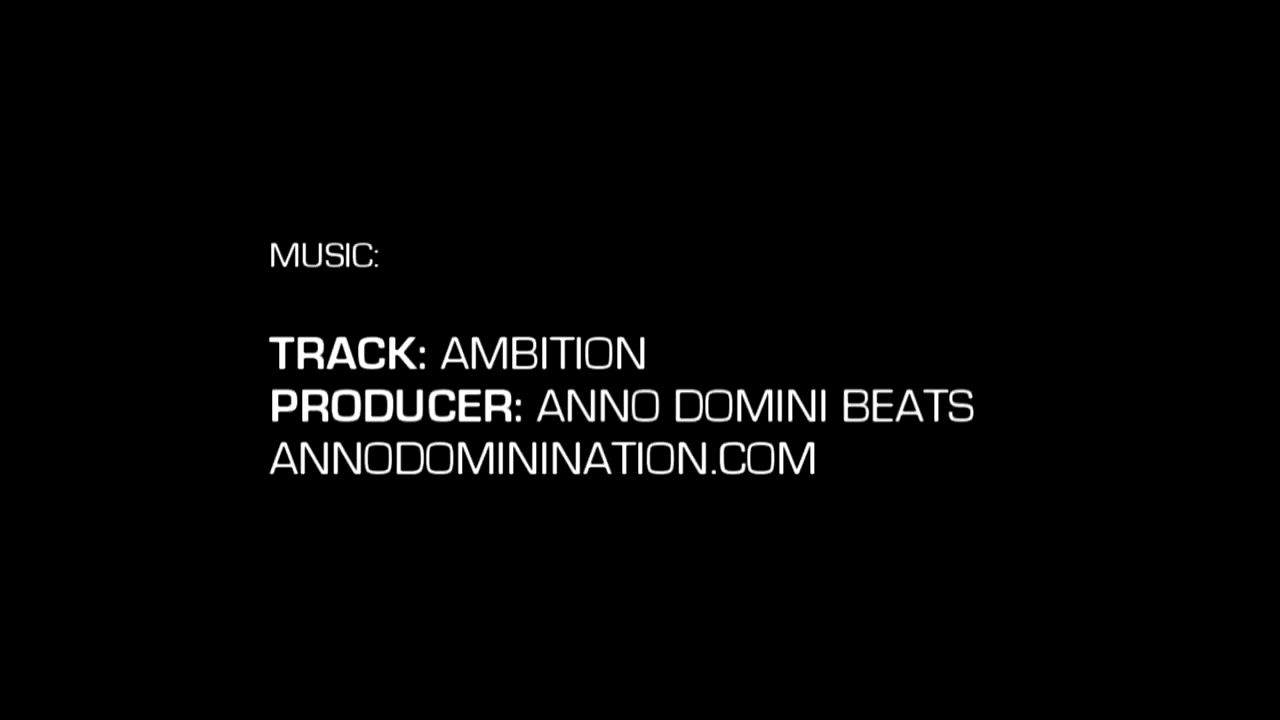 MUSIC:
TRACK: AMBITION
PRODUCER: ANNO DOMINI BEATS
ANNODOMININATION.COM